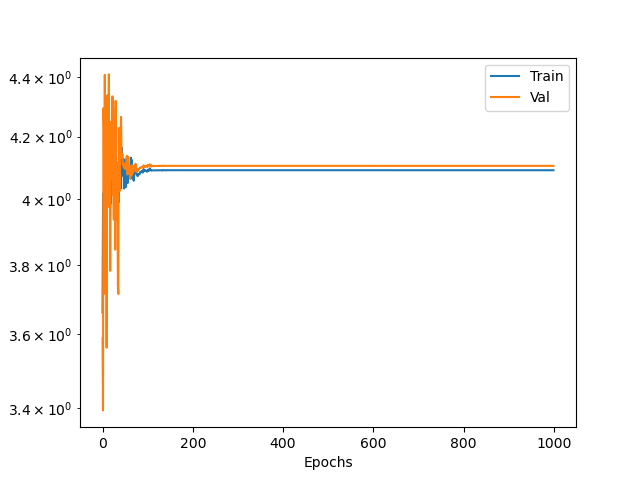 Train
Val
4.4 × 10⁰
4.2 × 10⁰
4 × 10⁰
3.8 × 10⁰
3.6 × 10⁰
3.4 × 10⁰
0 200 400 600 800 1000
Epochs